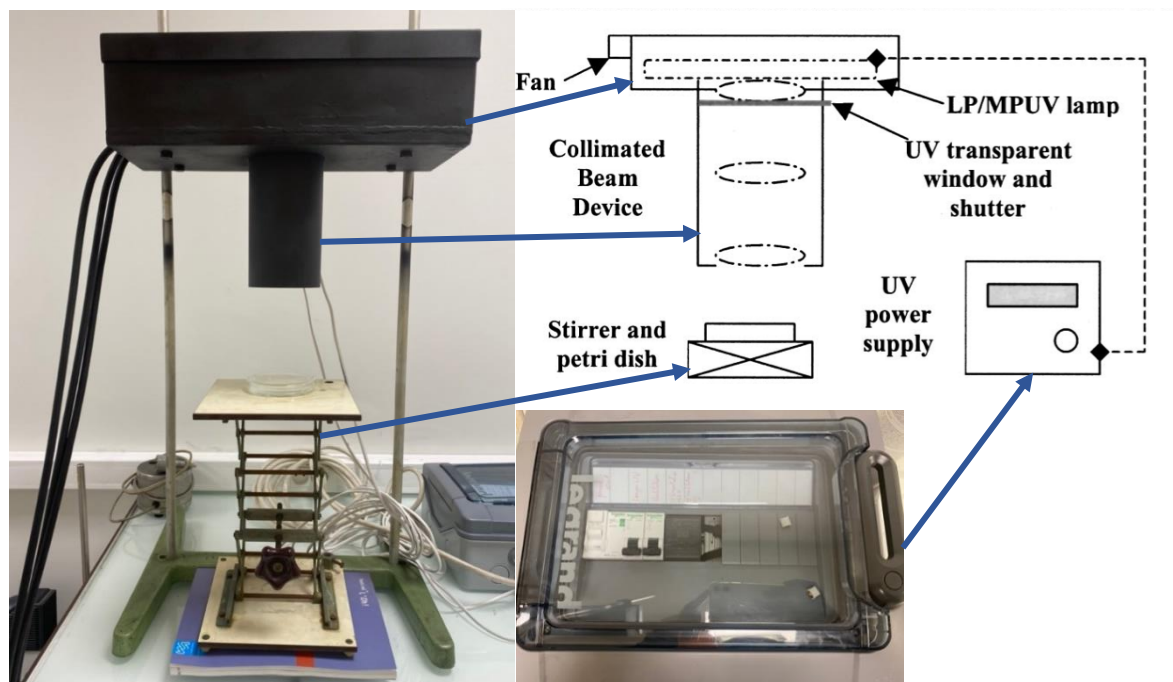 Fan
LP/MPUV lamp
Collimated
Beam
Device
UV transparent
window and
shutter
UV
power
supply
Stirrer and
petri dish
legrand